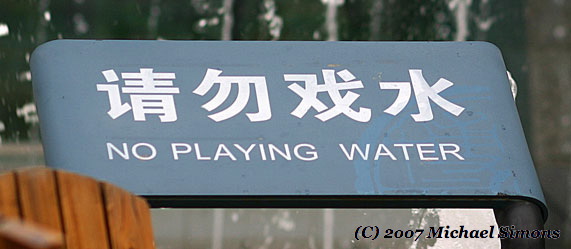 请勿戏水
NO PLAYING WATER
(C) 2007 Michael Simons